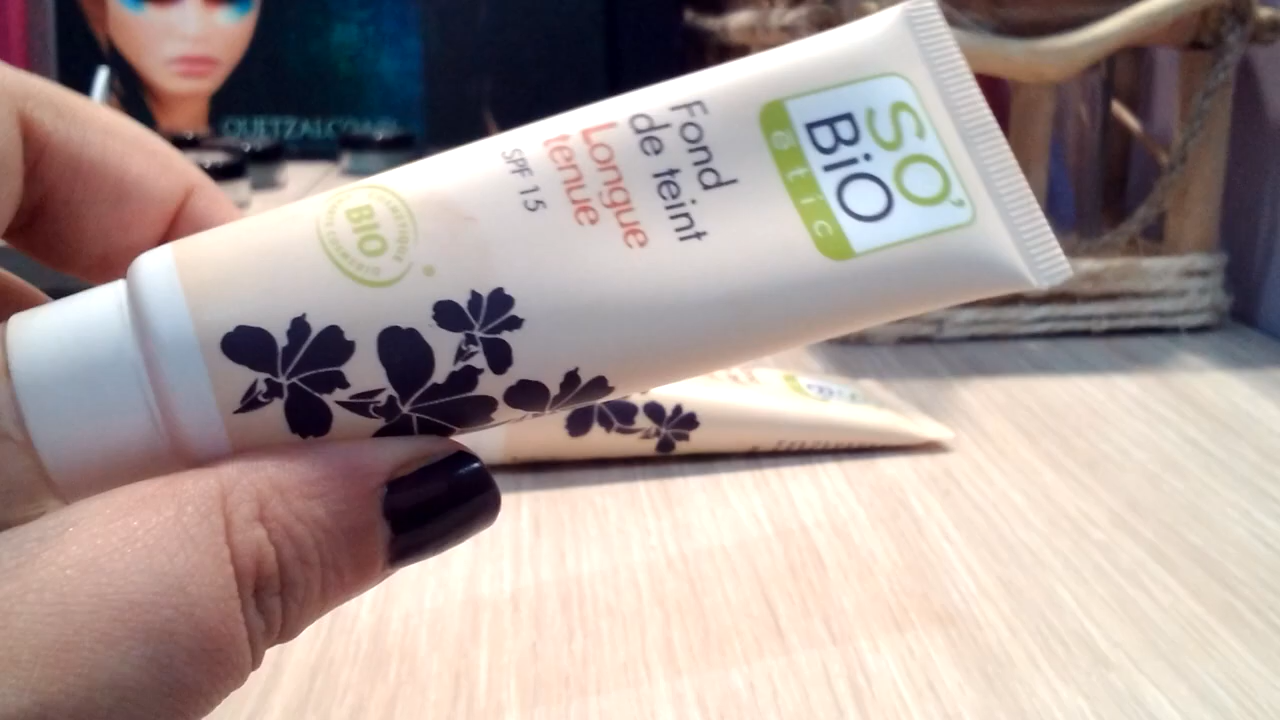 SO'
BiO
étic
Fond
de teint
Longue
tenue
SPF 15
BIO
QUETZALCOATL